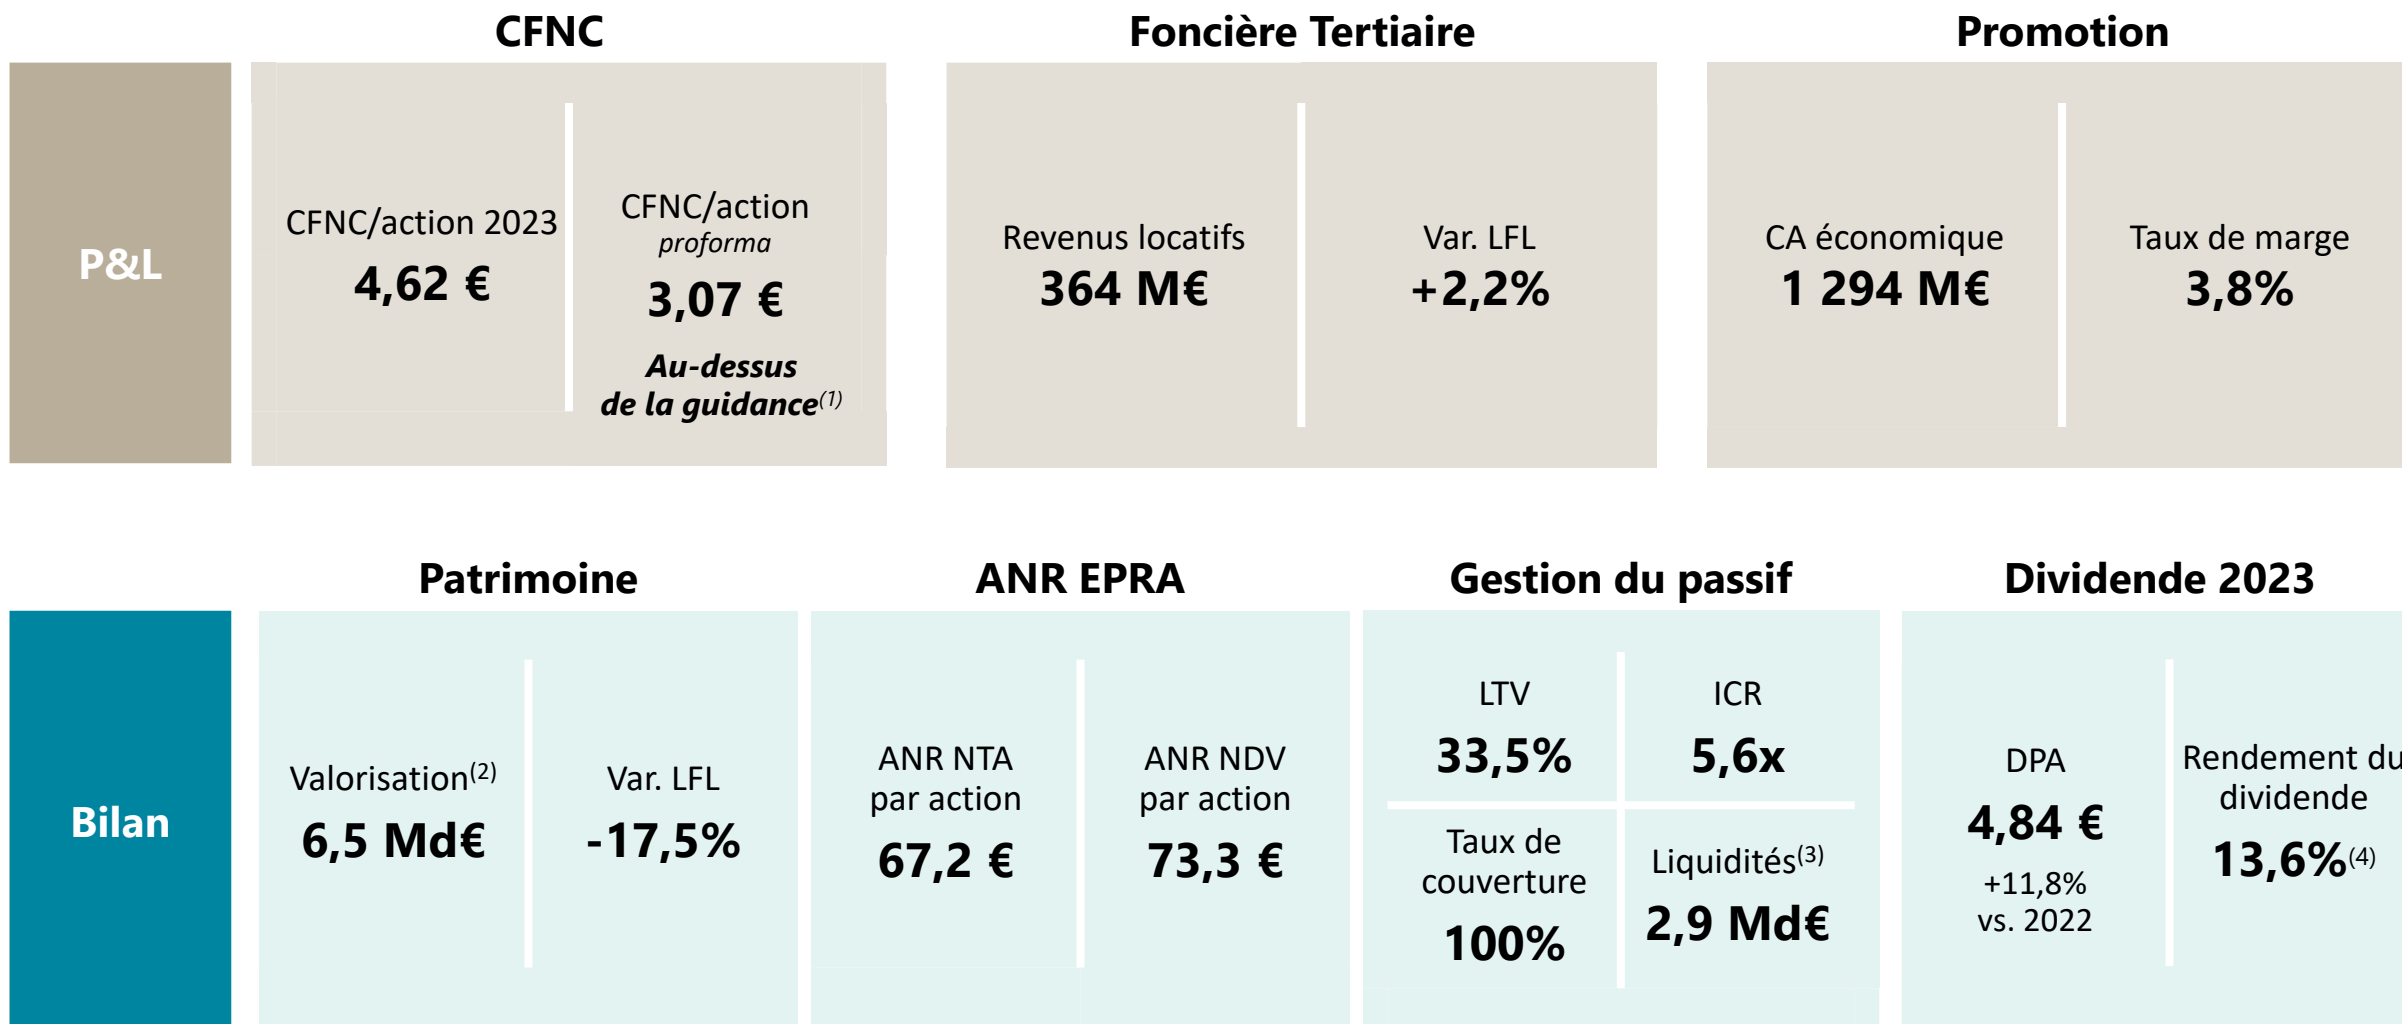 CFNC
Foncière Tertiaire
Promotion
P&L
CFNC/action 2023
4,62 €
CFNC/action
proforma
3,07 €
Au-dessus
de la guidance(1)
Revenus locatifs
364 M€
Var. LFL
+2,2%
CA économique
1 294 M€
Taux de marge
3,8%
Patrimoine
ANR EPRA
Gestion du passif
Dividende 2023
Bilan
Valorisation(2)
6,5 Md€
Var. LFL
-17,5%
ANR NTA
par action
67,2 €
ANR NDV
par action
73,3 €
LTV
33,5%
ICR
5,6x
Taux de
couverture
100%
Liquidités(3)
2,9 Md€
DPA
4,84 €
+11,8%
vs. 2022
Rendement du
dividende
13,6%(4)